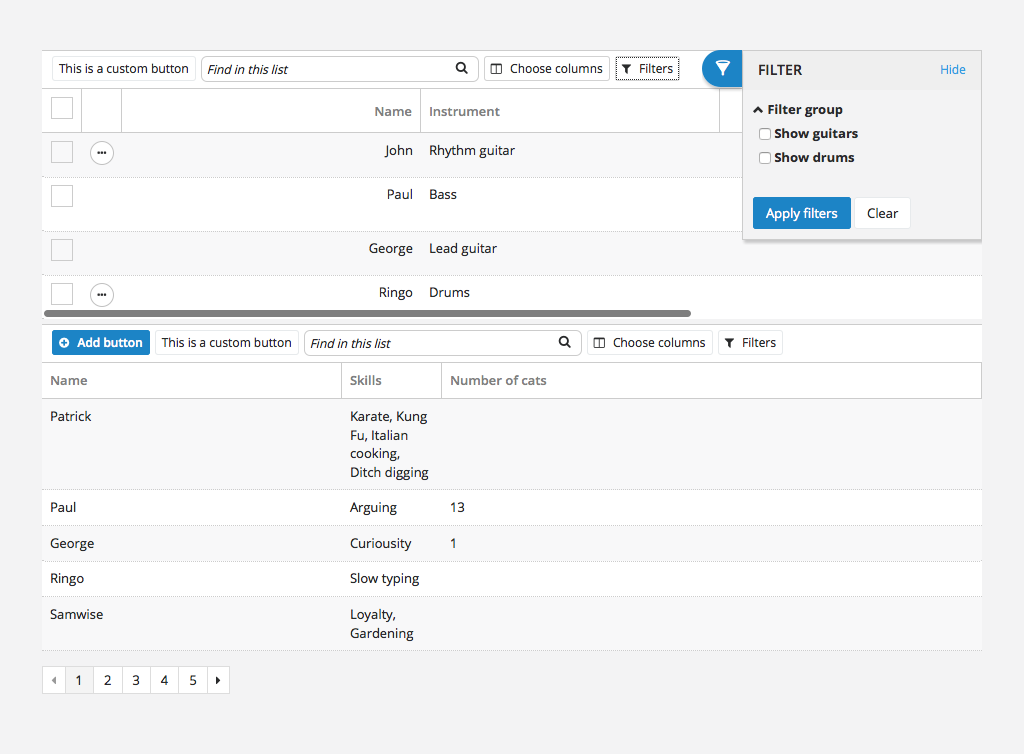 This is a custom button Find in this list Choose columns Filters FILTER Hide
Name Instrument
Filter group
Show guitars
Show drums
John Rhythm guitar
Paul Bass
Apply filters Clear
George Lead guitar
Ringo Drums
Add button This is a custom button Find in this list Choose columns Filters
Name Skills Number of cats
Patrick Karate, Kung
Fu, Italian
cooking,
Ditch digging
Paul Arguing 13
George Curiousity 1
Ringo Slow typing
Samwise Loyalty,
Gardening
1 2 3 4 5